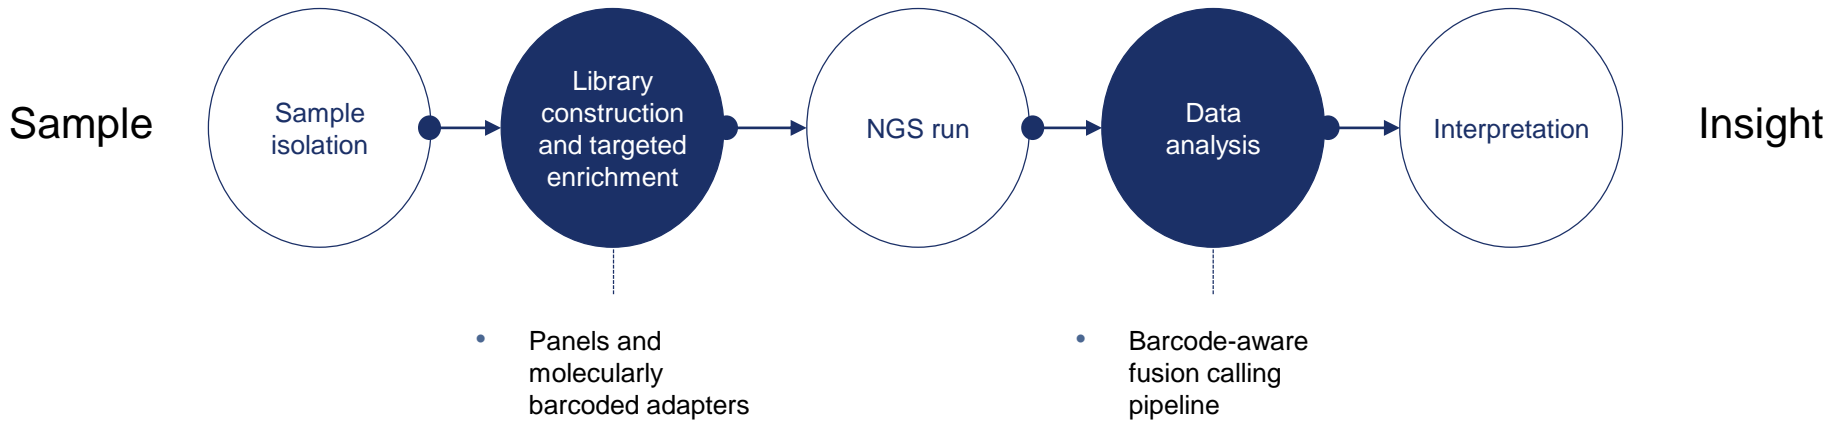 Sample
Sample
isolation
Library
construction
and targeted
enrichment
NGS run
Data
analysis
Interpretation
Insight
• Panels and
molecularly
barcoded adapters
• Barcode-aware
fusion calling
pipeline